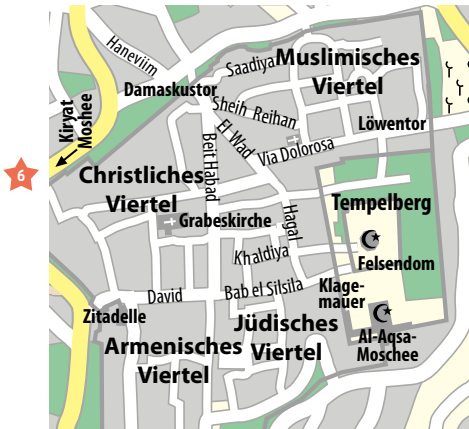 Haneviim
Saadiya
Muslimisches
Viertel
Damaskustor
Sheih Reihan
Löwentor
Kiryat
Moshee
El Wad
Beit Habad
Via Dolorosa
6
Christliches
Viertel
Tempelberg
Grabeskirche
Hagal
Khaldiya
Felsendom
David
Bab el Silsila
Klage-
mauer
Zitadelle
Jüdisches
Viertel
Al-Aqsa-
Moschee
Armenisches
Viertel